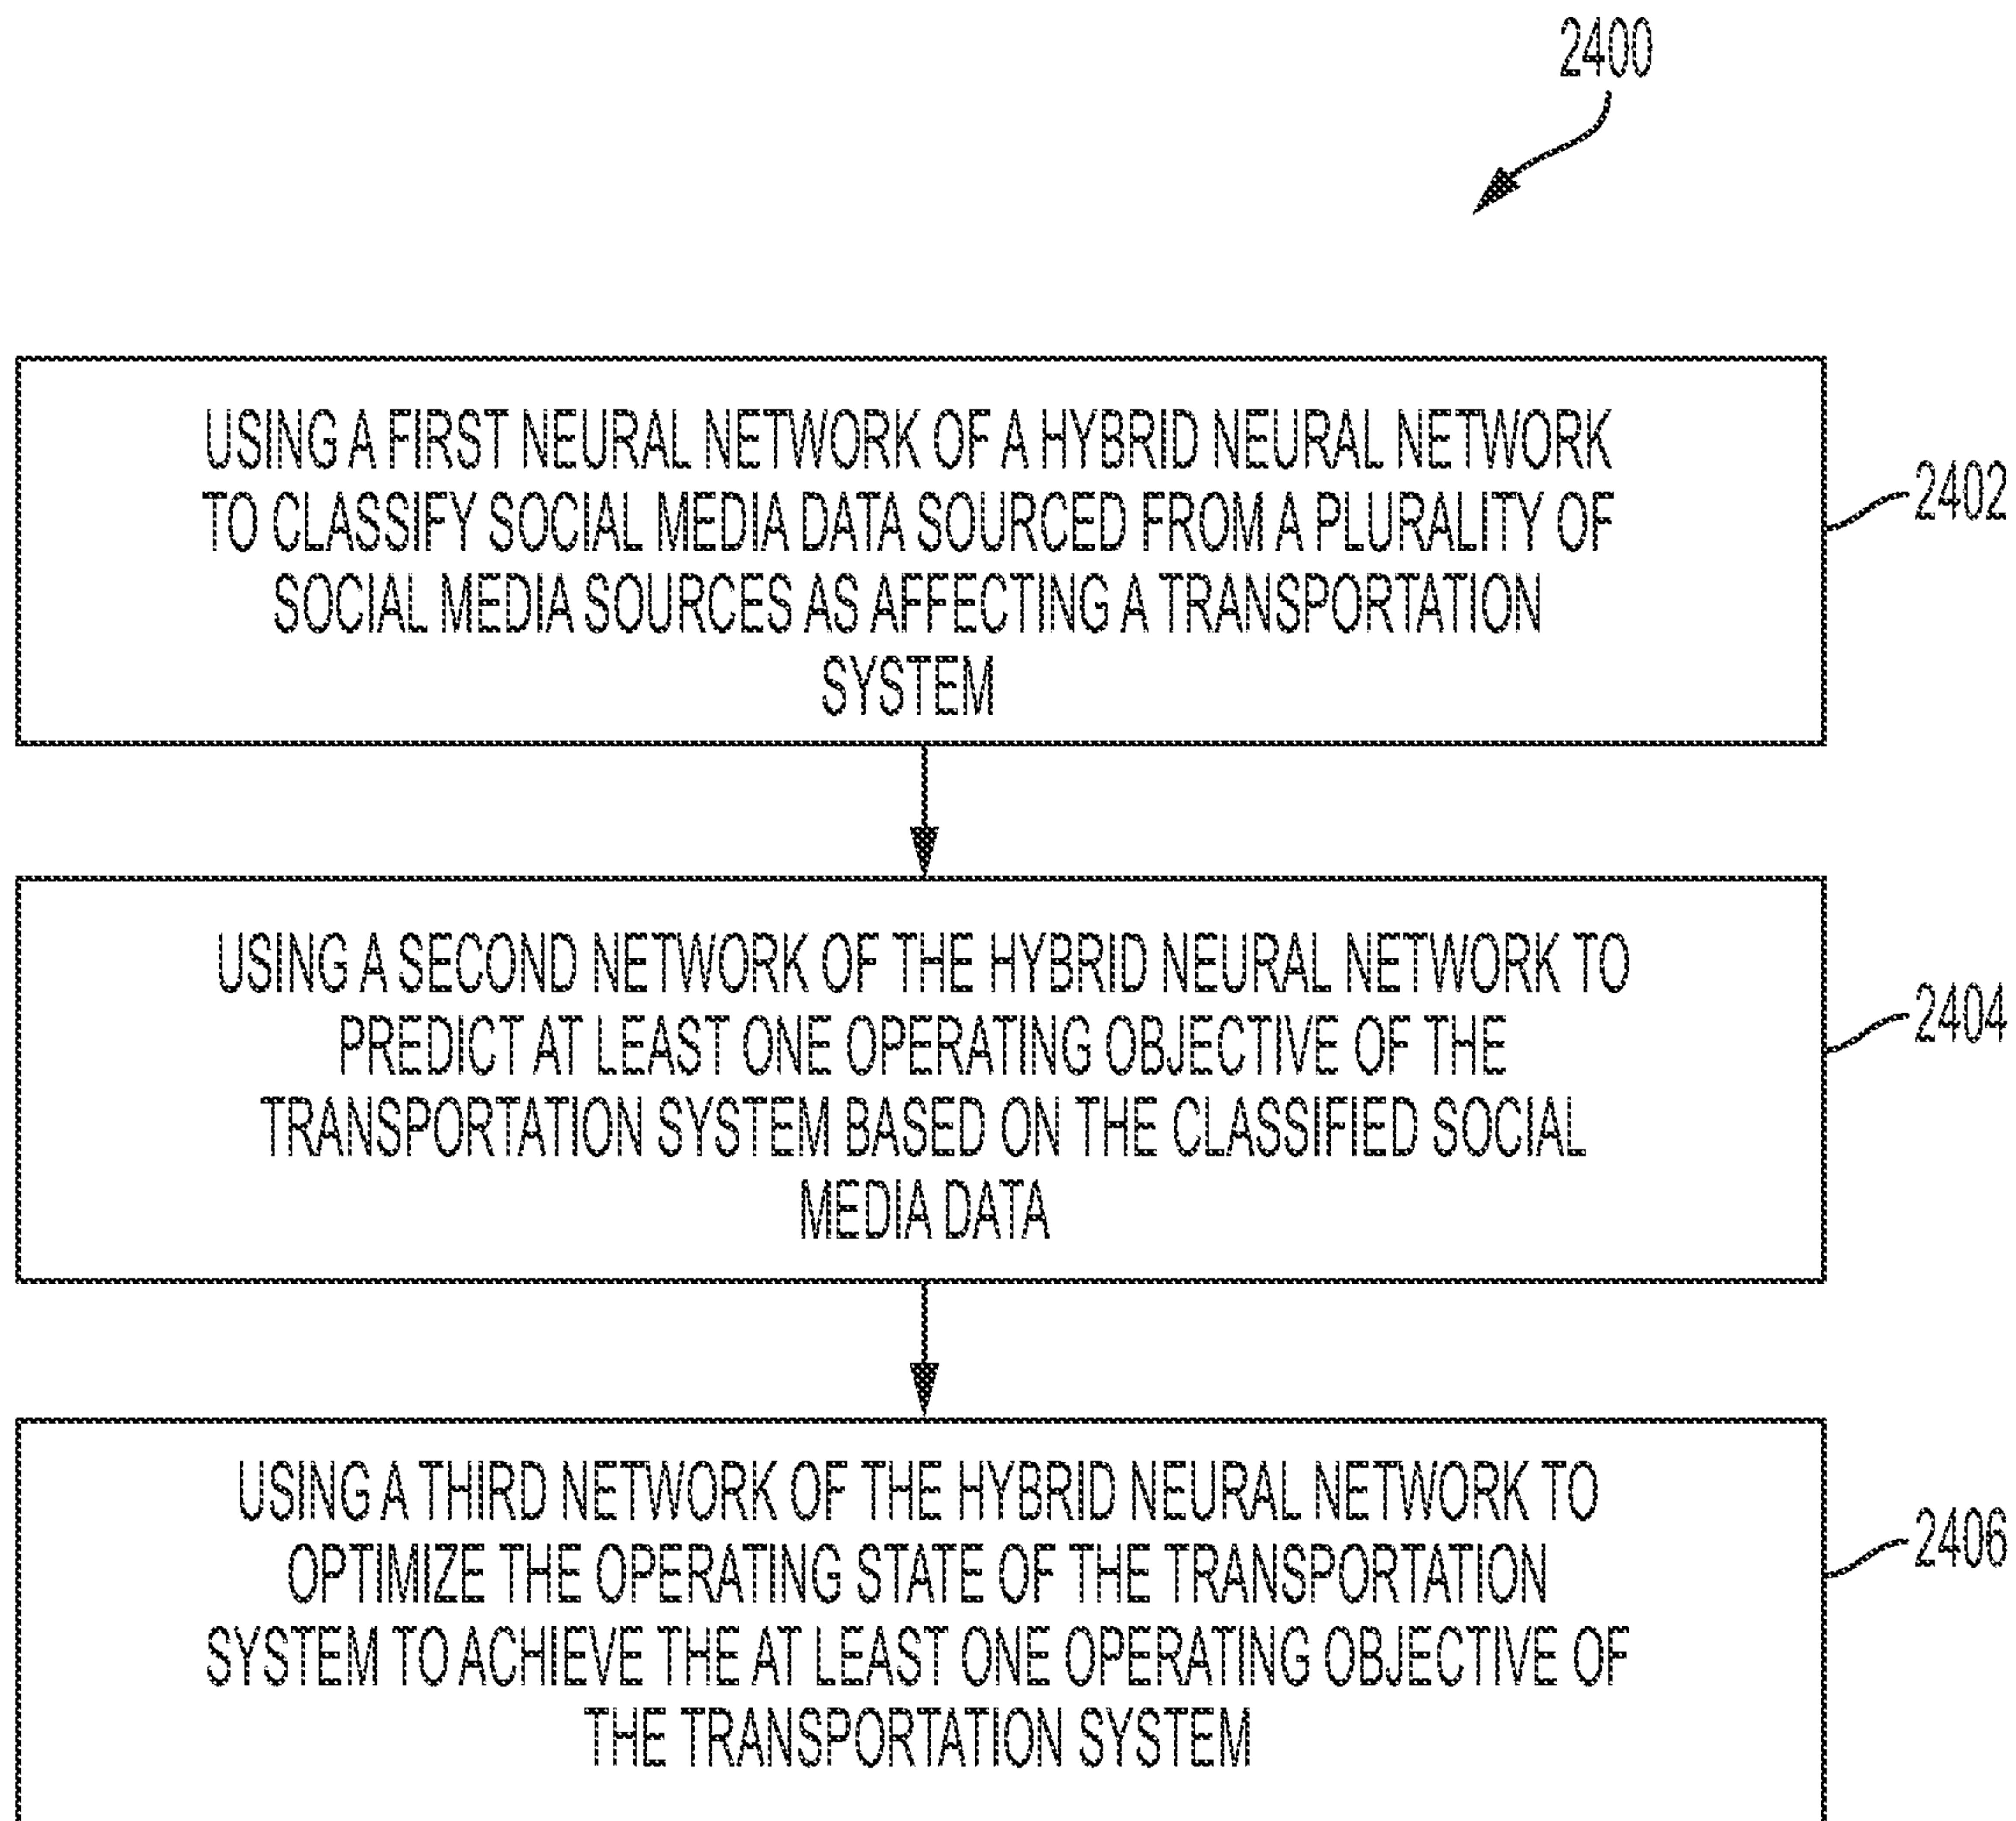 2400
USING A FIRST NEURAL NETWORK OF A HYBRID NEURAL NETWORK
TO CLASSIFY SOCIAL MEDIA DATA SOURCED FROM A PLURALITY OF
SOCIAL MEDIA SOURCES AS AFFECTING A TRANSPORTATION
SYSTEM
2402
USING A SECOND NETWORK OF THE HYBRID NEURAL NETWORK TO
PREDICT AT LEAST ONE OPERATING OBJECTIVE OF THE
TRANSPORTATION SYSTEM BASED ON THE CLASSIFIED SOCIAL
MEDIA DATA
2404
USING A THIRD NETWORK OF THE HYBRID NEURAL NETWORK TO
OPTIMIZE THE OPERATING STATE OF THE TRANSPORTATION
SYSTEM TO ACHIEVE THE AT LEAST ONE OPERATING OBJECTIVE OF
THE TRANSPORTATION SYSTEM
2406